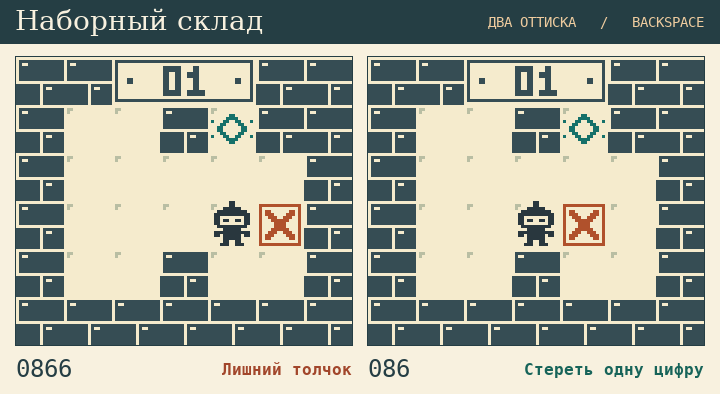 Наборный склад
ДВА ОТТИСКА / BACKSPACE
01
01
0866
Лишний толчок
086
Стереть одну цифру